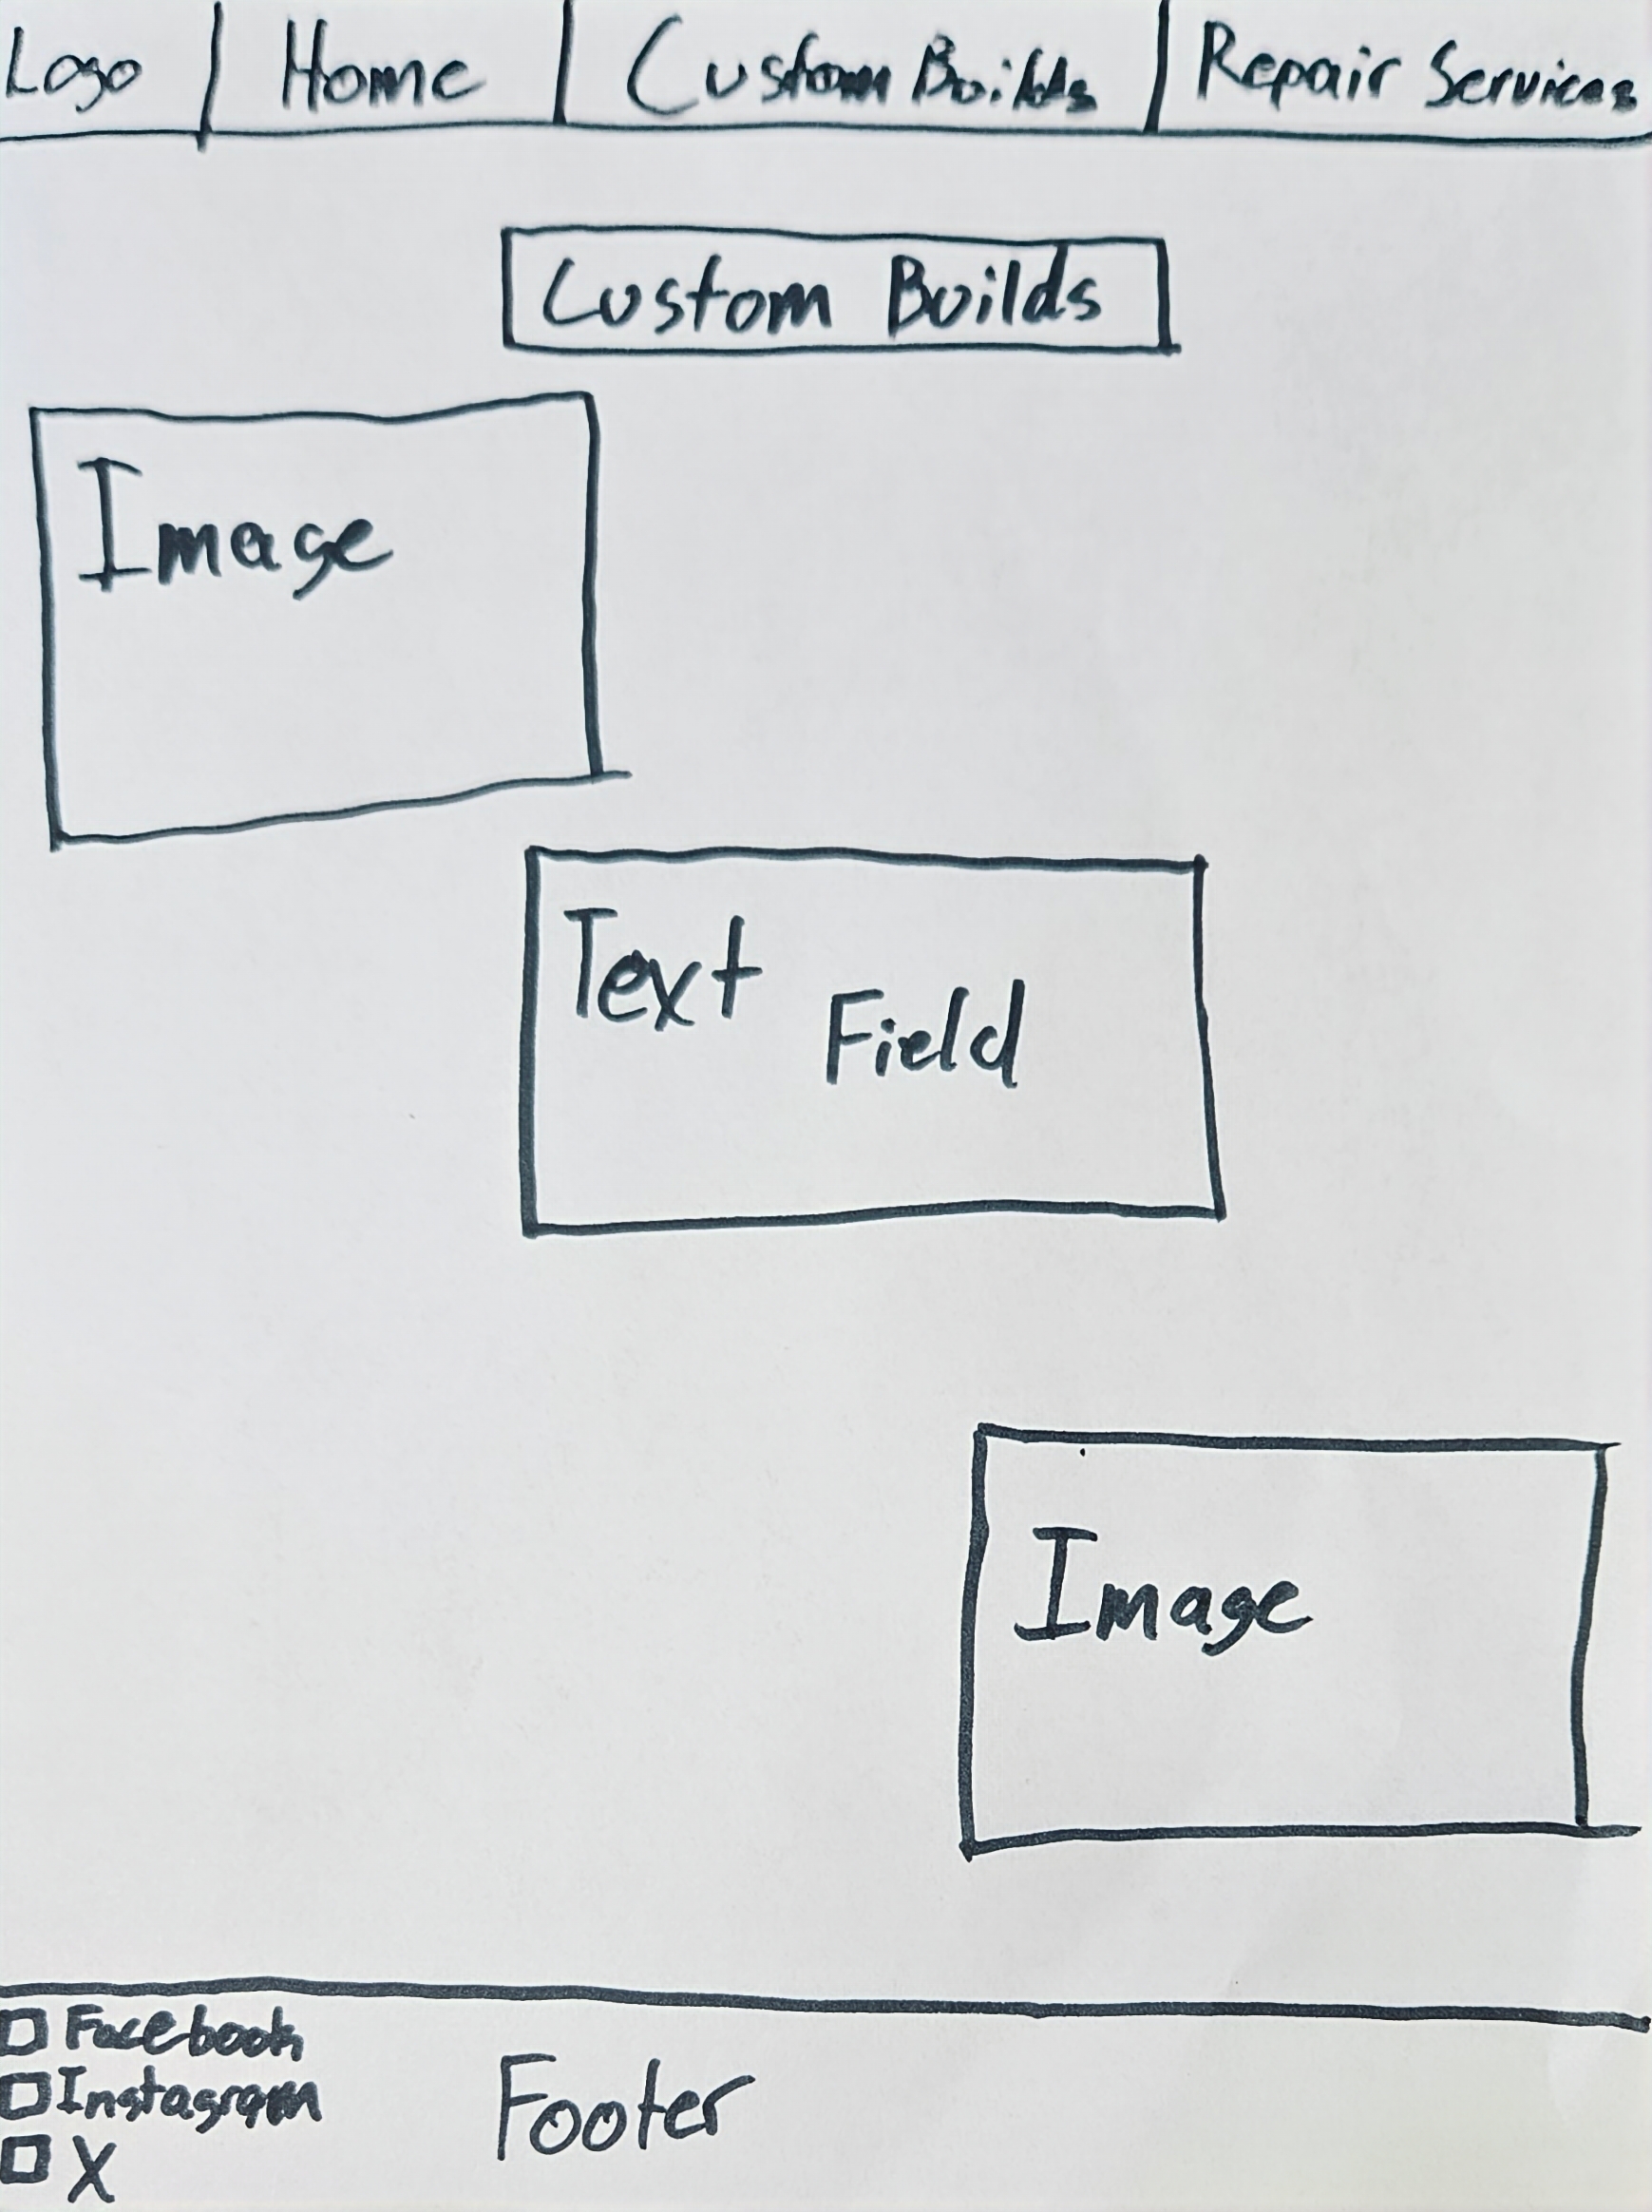 Logo Home Custom Builds Repair Services
Custom Builds
Image
Text Field
Image
Facebook
Instagram
X
Footer